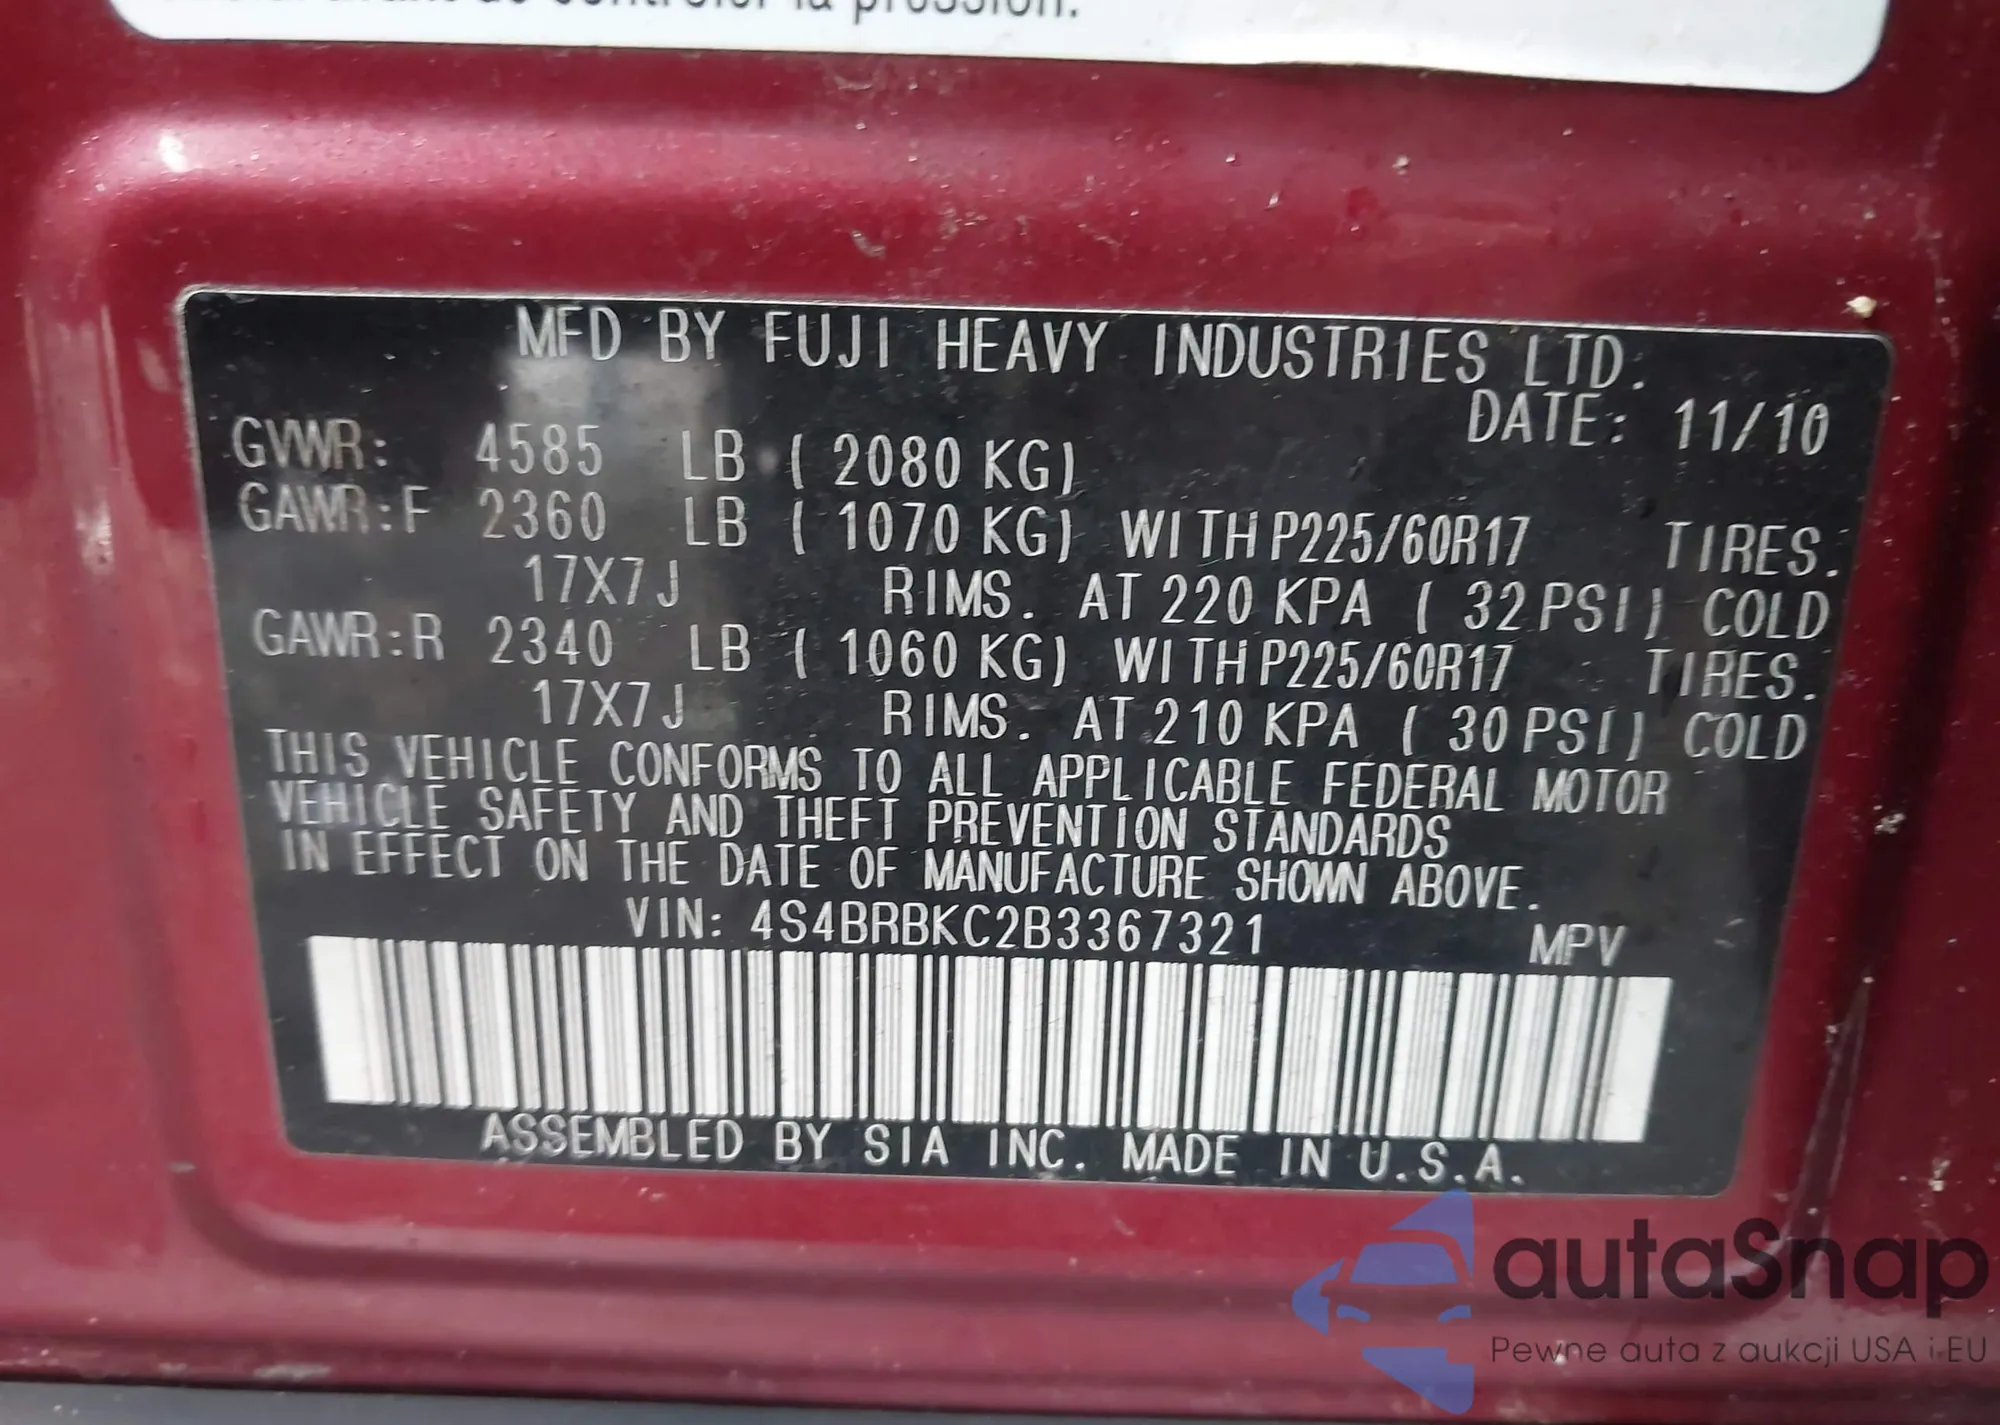 de contrôler la pression.
MFD BY FUJI HEAVY INDUSTRIES LTD.
DATE: 11/10
GVWR: 4585 LB ( 2080 KG)
GAWR:F 2360 LB ( 1070 KG) WITH P225/60R17 TIRES.
17X7J RIMS. AT 220 KPA ( 32 PSI) COLD
GAWR:R 2340 LB ( 1060 KG) WITH P225/60R17 TIRES.
17X7J RIMS. AT 210 KPA ( 30 PSI) COLD
THIS VEHICLE CONFORMS TO ALL APPLICABLE FEDERAL MOTOR
VEHICLE SAFETY AND THEFT PREVENTION STANDARDS
IN EFFECT ON THE DATE OF MANUFACTURE SHOWN ABOVE.
VIN: 4S4BRBKC2B3367321 MPV
ASSEMBLED BY SIA INC. MADE IN U.S.A.
autaSnap
Pewne auta z aukcji USA i EU